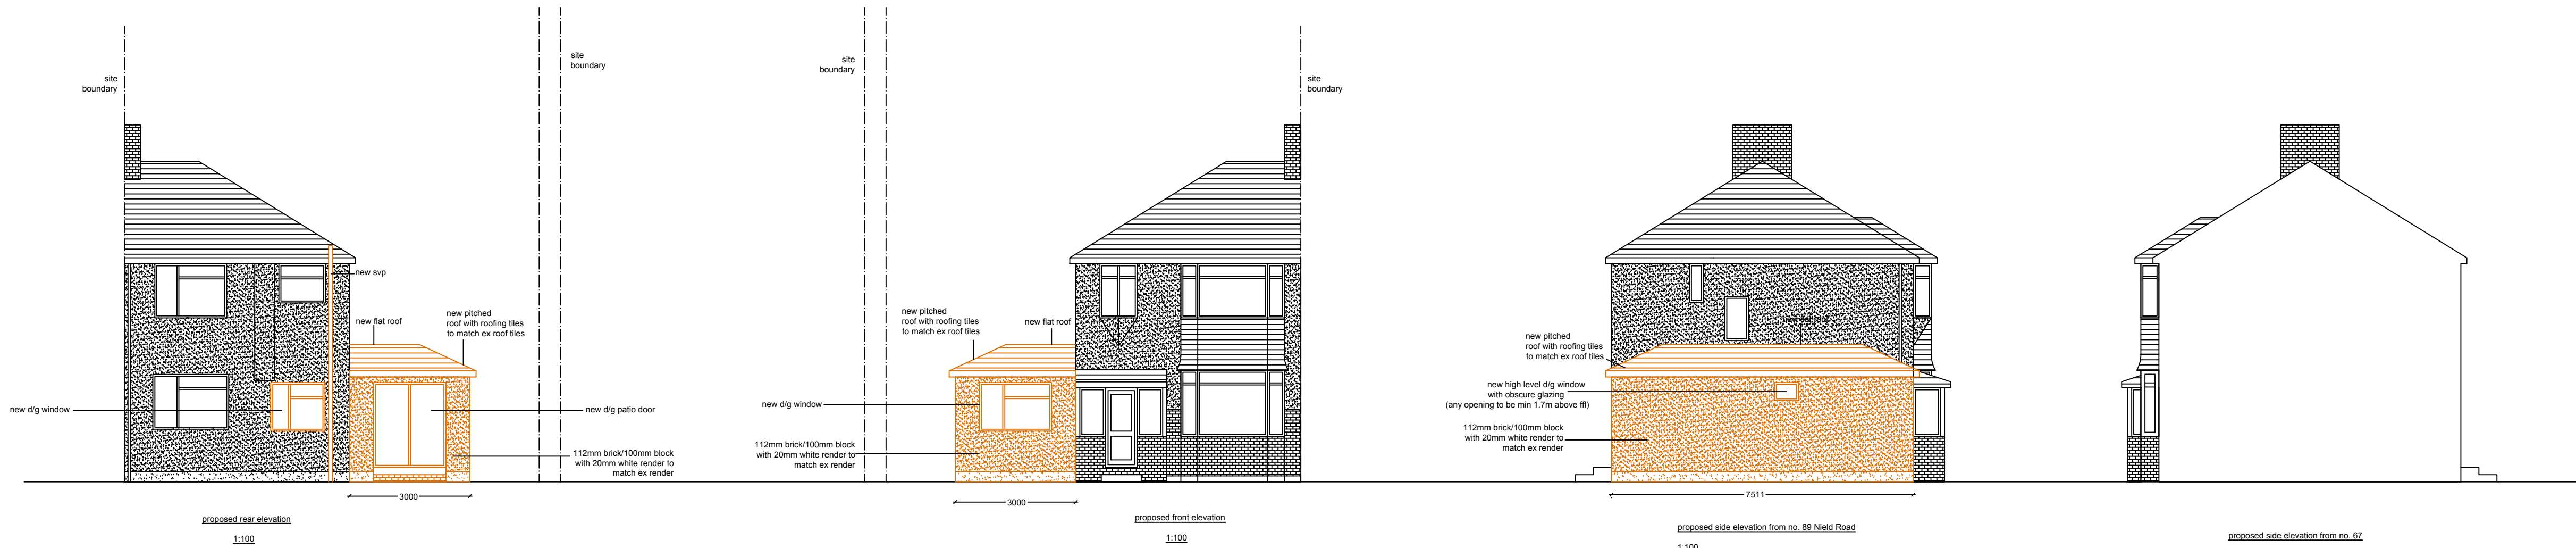 site
boundary
site
boundary
new svp
new flat roof
new pitched
roof with roofing tiles
to match ex roof tiles
new d/g window
new d/g patio door
112mm brick/100mm block
with 20mm white render to
match ex render
3000
proposed rear elevation
1:100
site
boundary
site
boundary
new pitched
roof with roofing tiles
to match ex roof tiles
new flat roof
new d/g window
112mm brick/100mm block
with 20mm white render to
match ex render
3000
proposed front elevation
1:100
new pitched
roof with roofing tiles
to match ex roof tiles
new high level d/g window
with obscure glazing
(any opening to be min 1.7m above ffl)
112mm brick/100mm block
with 20mm white render to
match ex render
7511
proposed side elevation from no. 89 Nield Road
1:100
proposed side elevation from no. 67